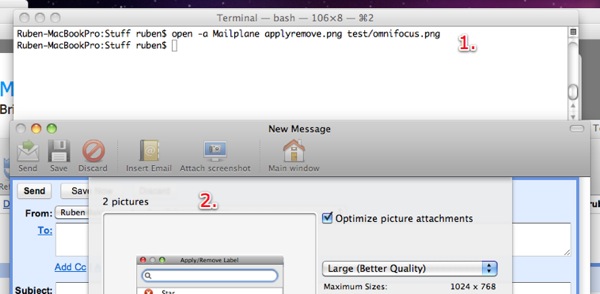 Terminal — bash — 106×8 — ⌘2
Ruben-MacBookPro:Stuff ruben$ open -a Mailplane applyremove.png test/omnifocus.png
Ruben-MacBookPro:Stuff ruben$
1.
M
Bri
New Message
Send Save Discard Insert Email Attach screenshot Main window
Send Save Now Discard
2 pictures
2.
From: Ruben
Optimize picture attachments
To:
Apply/Remove Label
Add Cc
Large (Better Quality)
Subject:
Star
Maximum Sizes: 1024 x 768